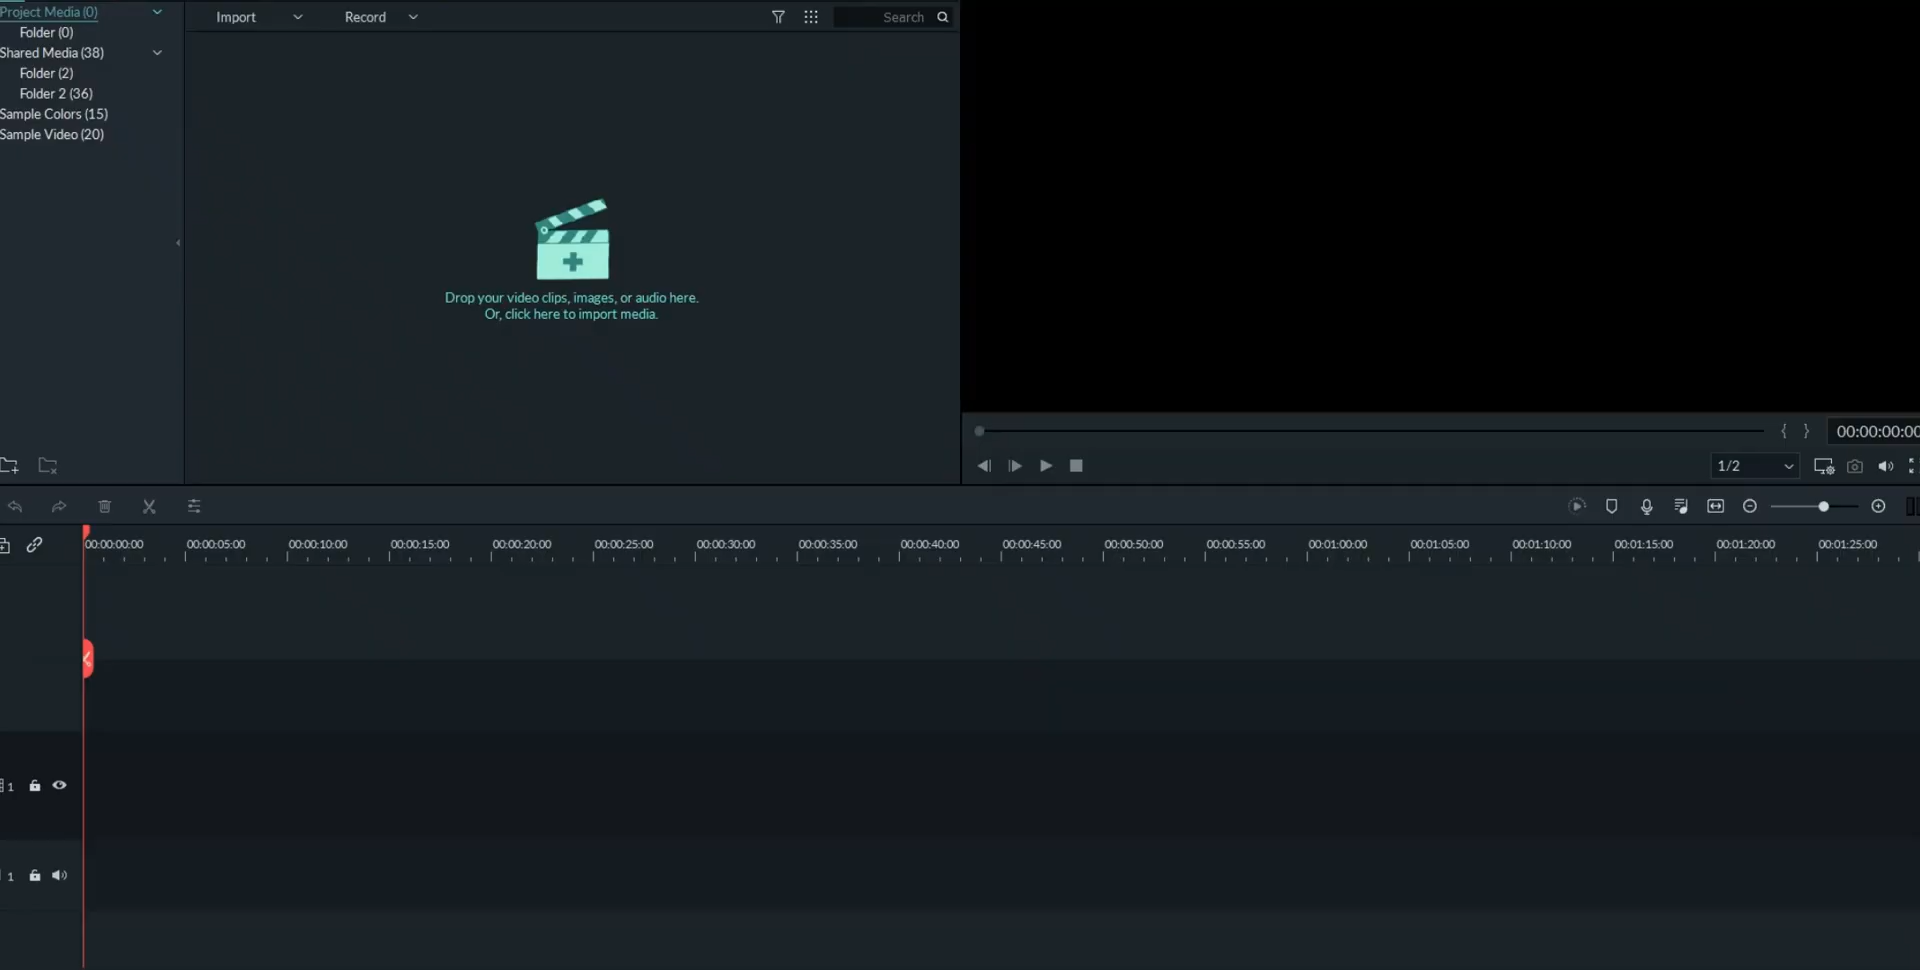 Project Media (0)
Import
Record
Search
Folder (0)
Shared Media (38)
Folder (2)
Folder 2 (36)
Sample Colors (15)
Sample Video (20)
Drop your video clips, images, or audio here.
Or, click here to import media.
{ }
00:00:00:00
1/2
00:00:00:00 00:00:05:00 00:00:10:00 00:00:15:00 00:00:20:00 00:00:25:00 00:00:30:00 00:00:35:00 00:00:40:00 00:00:45:00 00:00:50:00 00:00:55:00 00:01:00:00 00:01:05:00 00:01:10:00 00:01:15:00 00:01:20:00 00:01:25:00
1
1